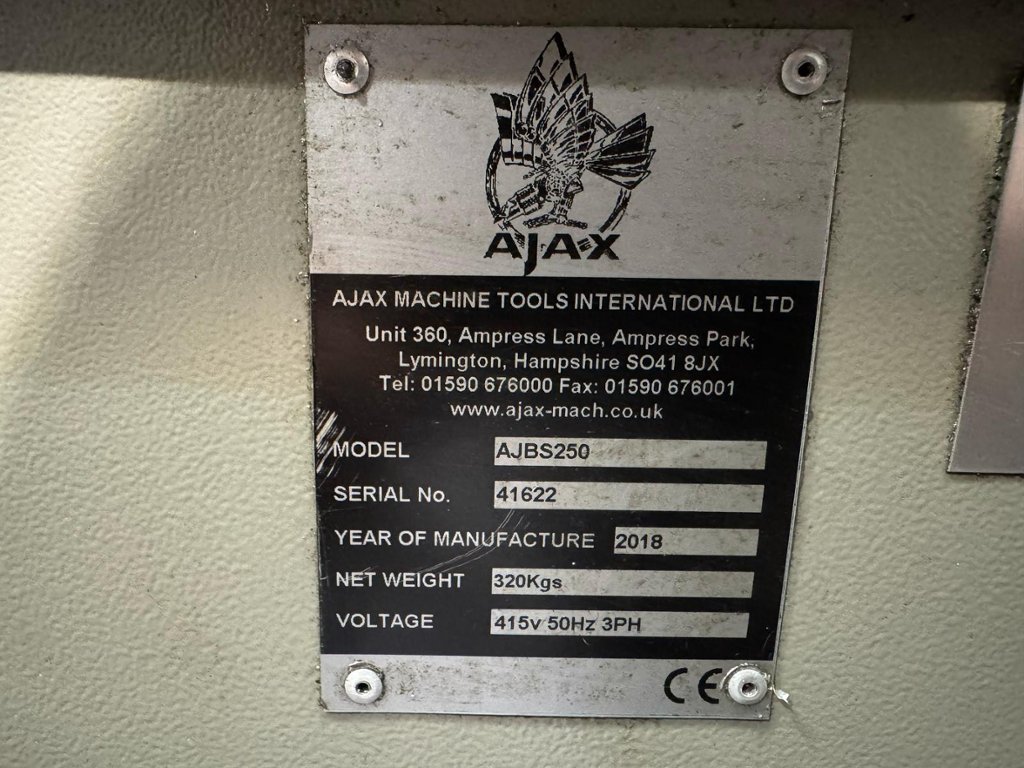 AJAX
AJAX MACHINE TOOLS INTERNATIONAL LTD
Unit 360, Ampress Lane, Ampress Park,
Lymington, Hampshire SO41 8JX
Tel: 01590 676000 Fax: 01590 676001
www.ajax-mach.co.uk
MODEL AJBS250
SERIAL No. 41622
YEAR OF MANUFACTURE 2018
NET WEIGHT 320Kgs
VOLTAGE 415v 50Hz 3PH
CE